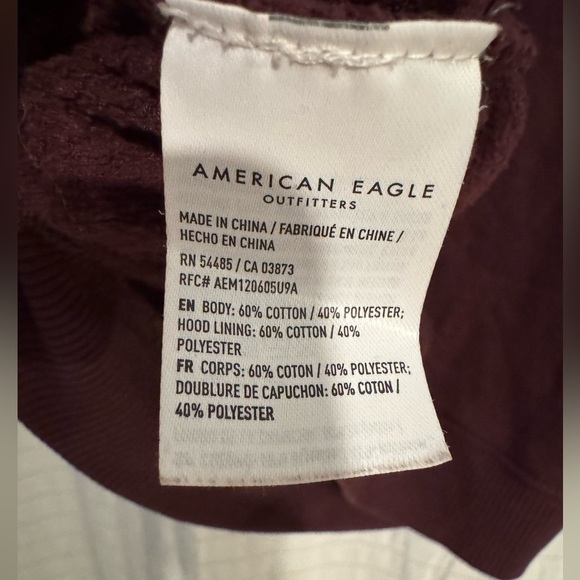 AMERICAN EAGLE
OUTFITTERS
MADE IN CHINA / FABRIQUÉ EN CHINE /
HECHO EN CHINA
RN 54485 / CA 03873
RFC# AEM120605U9A
EN BODY: 60% COTTON / 40% POLYESTER;
HOOD LINING: 60% COTTON / 40%
POLYESTER
FR CORPS: 60% COTON / 40% POLYESTER;
DOUBLURE DE CAPUCHON: 60% COTON /
40% POLYESTER